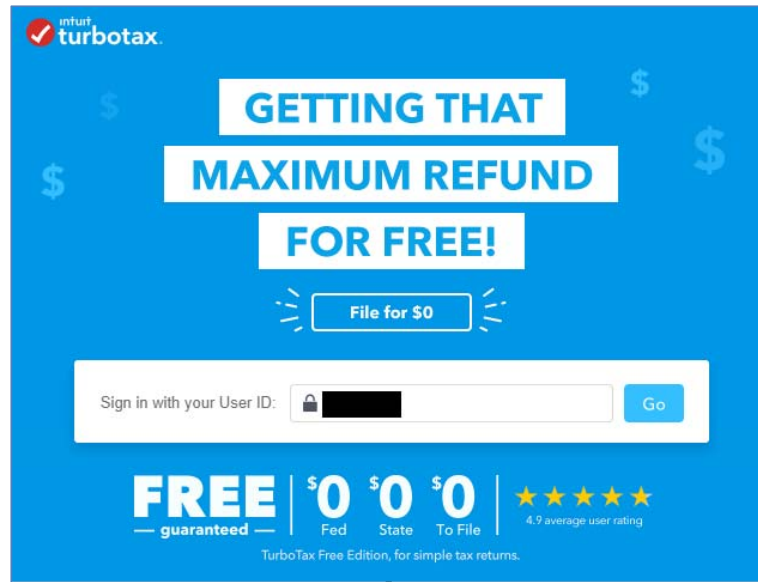 intuit
turbotax.
GETTING THAT
MAXIMUM REFUND
FOR FREE!
File for $0
Sign in with your User ID:
Go
FREE
guaranteed
$0 $0 $0
Fed State To File
4.9 average user rating
TurboTax Free Edition, for simple tax returns.
$
$
$
$